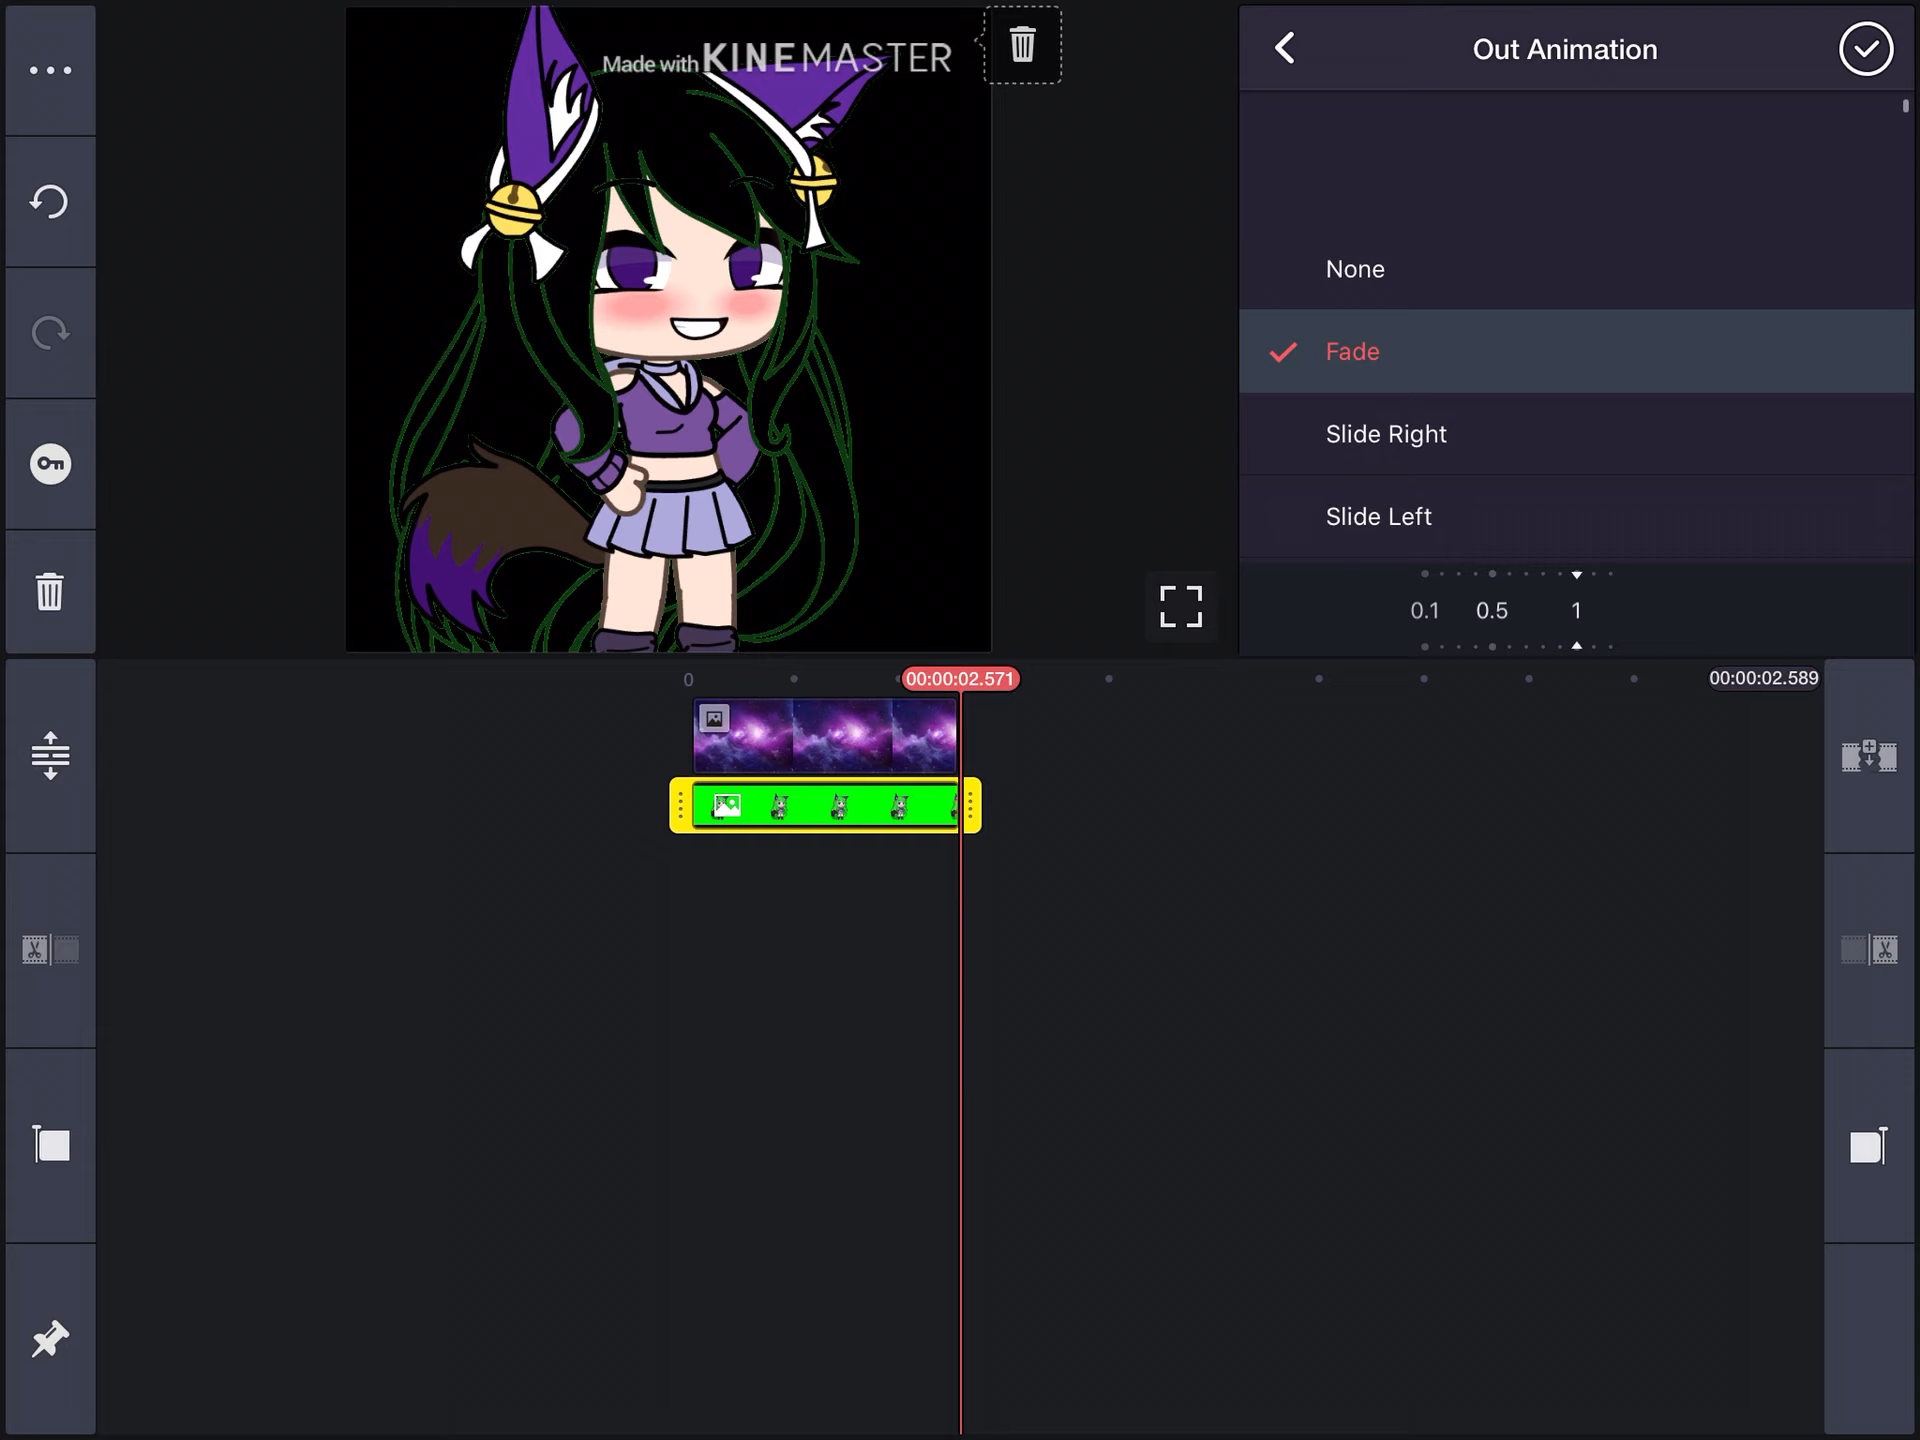 Made with KINEMASTER
Out Animation
None
Fade
Slide Right
Slide Left
0.1 0.5 1
0 00:00:02.571 00:00:02.589